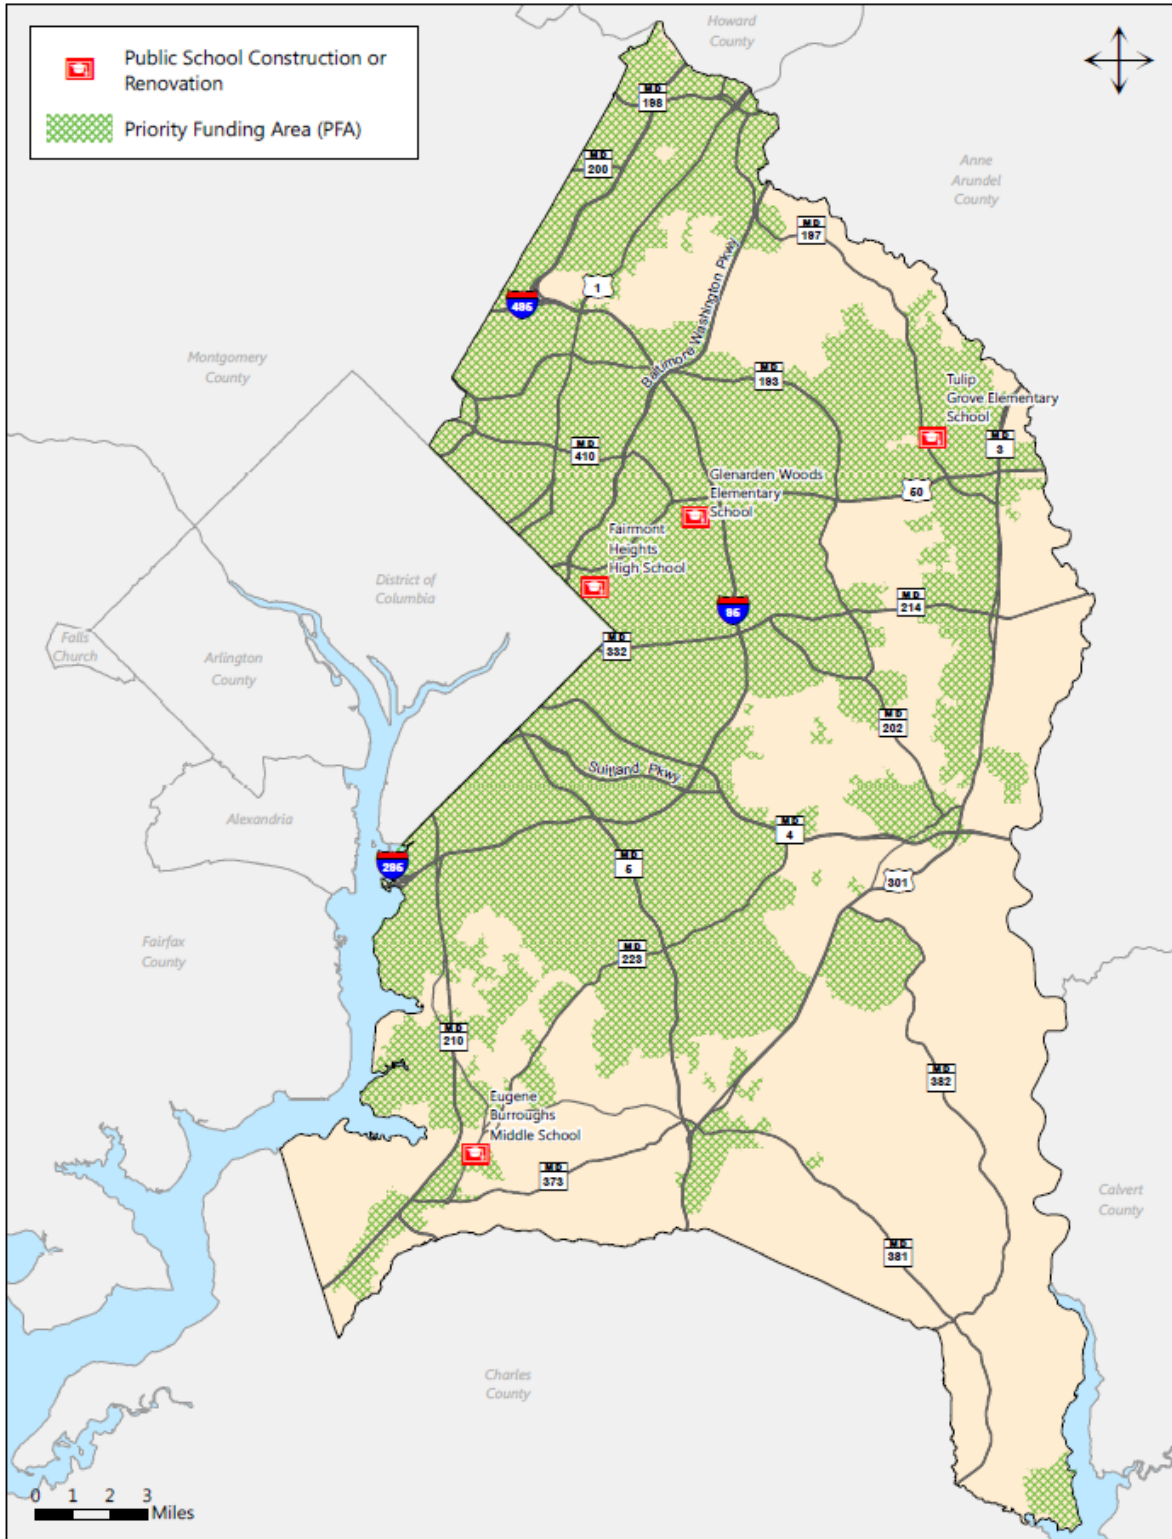 Howard
County
Public School Construction or
Renovation
Priority Funding Area (PFA)
MD
198
MD
200
Anne
Arundel
County
MD
197
1
495
Baltimore Washington Pkwy
Montgomery
County
MD
193
Tulip
Grove Elementary
School
MD
410
MD
3
Glenarden Woods
Elementary
School
50
Fairmont
Heights
High School
District of
Columbia
95
MD
214
Falls
Church
Arlington
County
MD
332
MD
202
Suitland Pkwy
Alexandria
MD
4
295
MD
5
301
Fairfax
County
MD
223
MD
210
MD
382
Eugene
Burroughs
Middle School
MD
373
Calvert
County
MD
381
Charles
County
0 1 2 3
Miles